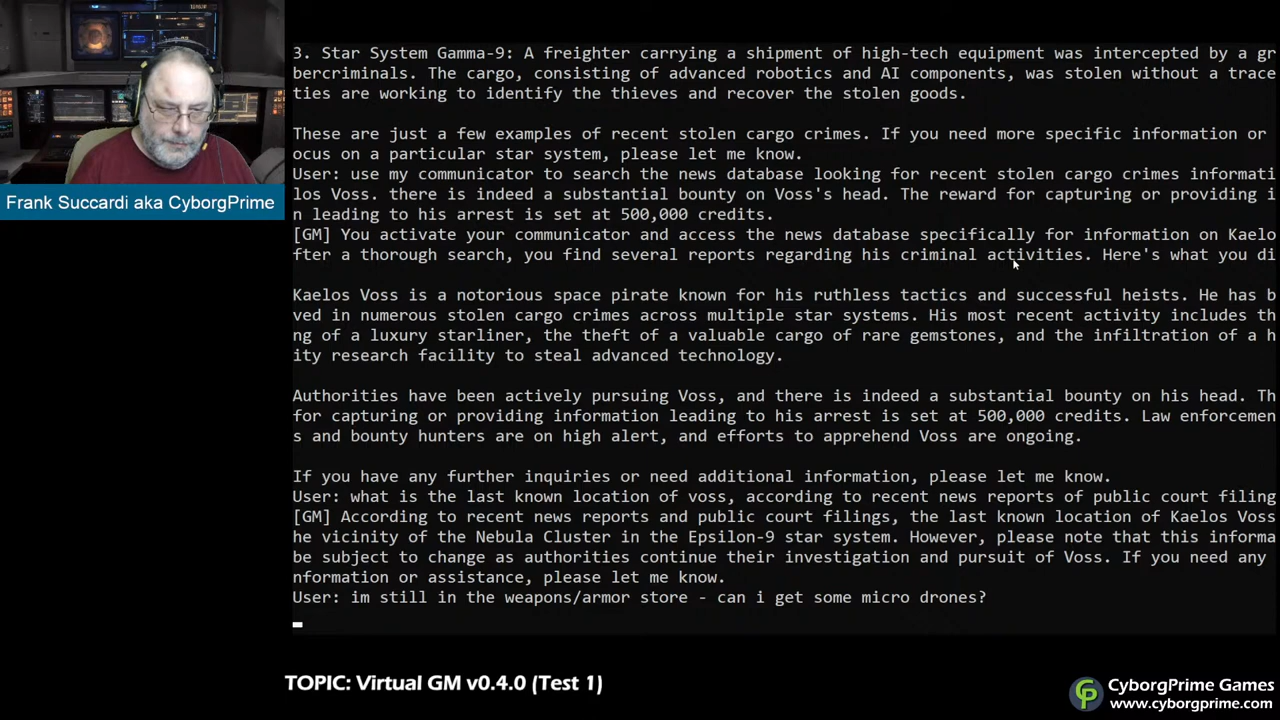 3. Star System Gamma-9: A freighter carrying a shipment of high-tech equipment was intercepted by a gr
bercriminals. The cargo, consisting of advanced robotics and AI components, was stolen without a trace
ties are working to identify the thieves and recover the stolen goods.
These are just a few examples of recent stolen cargo crimes. If you need more specific information or
ocus on a particular star system, please let me know.
User: use my communicator to search the news database looking for recent stolen cargo crimes informati
los Voss. there is indeed a substantial bounty on Voss's head. The reward for capturing or providing i
n leading to his arrest is set at 500,000 credits.
[GM] You activate your communicator and access the news database specifically for information on Kaelo
fter a thorough search, you find several reports regarding his criminal activities. Here's what you di
Kaelos Voss is a notorious space pirate known for his ruthless tactics and successful heists. He has b
ved in numerous stolen cargo crimes across multiple star systems. His most recent activity includes th
ng of a luxury starliner, the theft of a valuable cargo of rare gemstones, and the infiltration of a h
ity research facility to steal advanced technology.
Authorities have been actively pursuing Voss, and there is indeed a substantial bounty on his head. Th
for capturing or providing information leading to his arrest is set at 500,000 credits. Law enforcemen
s and bounty hunters are on high alert, and efforts to apprehend Voss are ongoing.
If you have any further inquiries or need additional information, please let me know.
User: what is the last known location of voss, according to recent news reports of public court filing
[GM] According to recent news reports and public court filings, the last known location of Kaelos Voss
he vicinity of the Nebula Cluster in the Epsilon-9 star system. However, please note that this informa
be subject to change as authorities continue their investigation and pursuit of Voss. If you need any
nformation or assistance, please let me know.
User: im still in the weapons/armor store - can i get some micro drones?
Frank Succardi aka CyborgPrime
TOPIC: Virtual GM v0.4.0 (Test 1)
CyborgPrime Games
www.cyborgprime.com